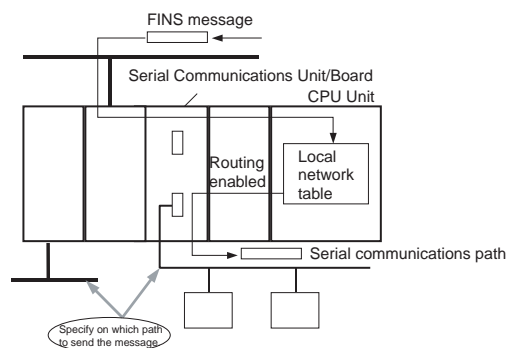 FINS message
Serial Communications Unit/Board
CPU Unit
Routing
enabled
Local
network
table
Serial communications path
Specify on which path
to send the message